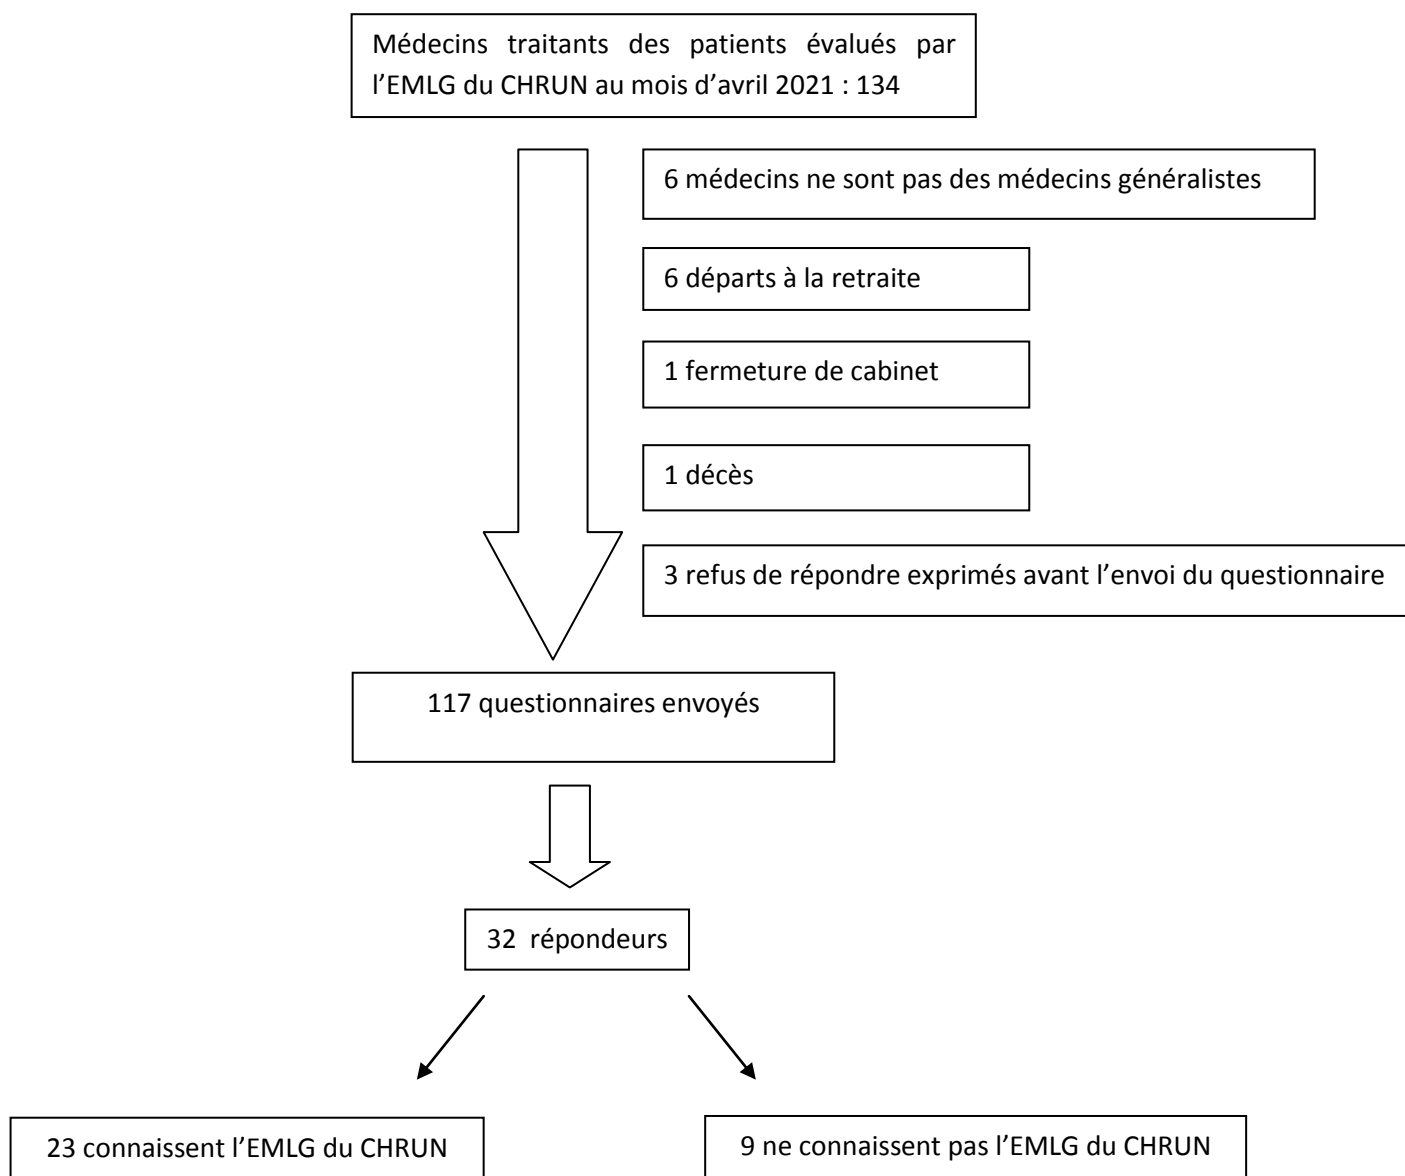 Médecins traitants des patients évalués par
l’EMLG du CHRUN au mois d’avril 2021 : 134
6 médecins ne sont pas des médecins généralistes
6 départs à la retraite
1 fermeture de cabinet
1 décès
3 refus de répondre exprimés avant l’envoi du questionnaire
117 questionnaires envoyés
32 répondeurs
23 connaissent l’EMLG du CHRUN
9 ne connaissent pas l’EMLG du CHRUN